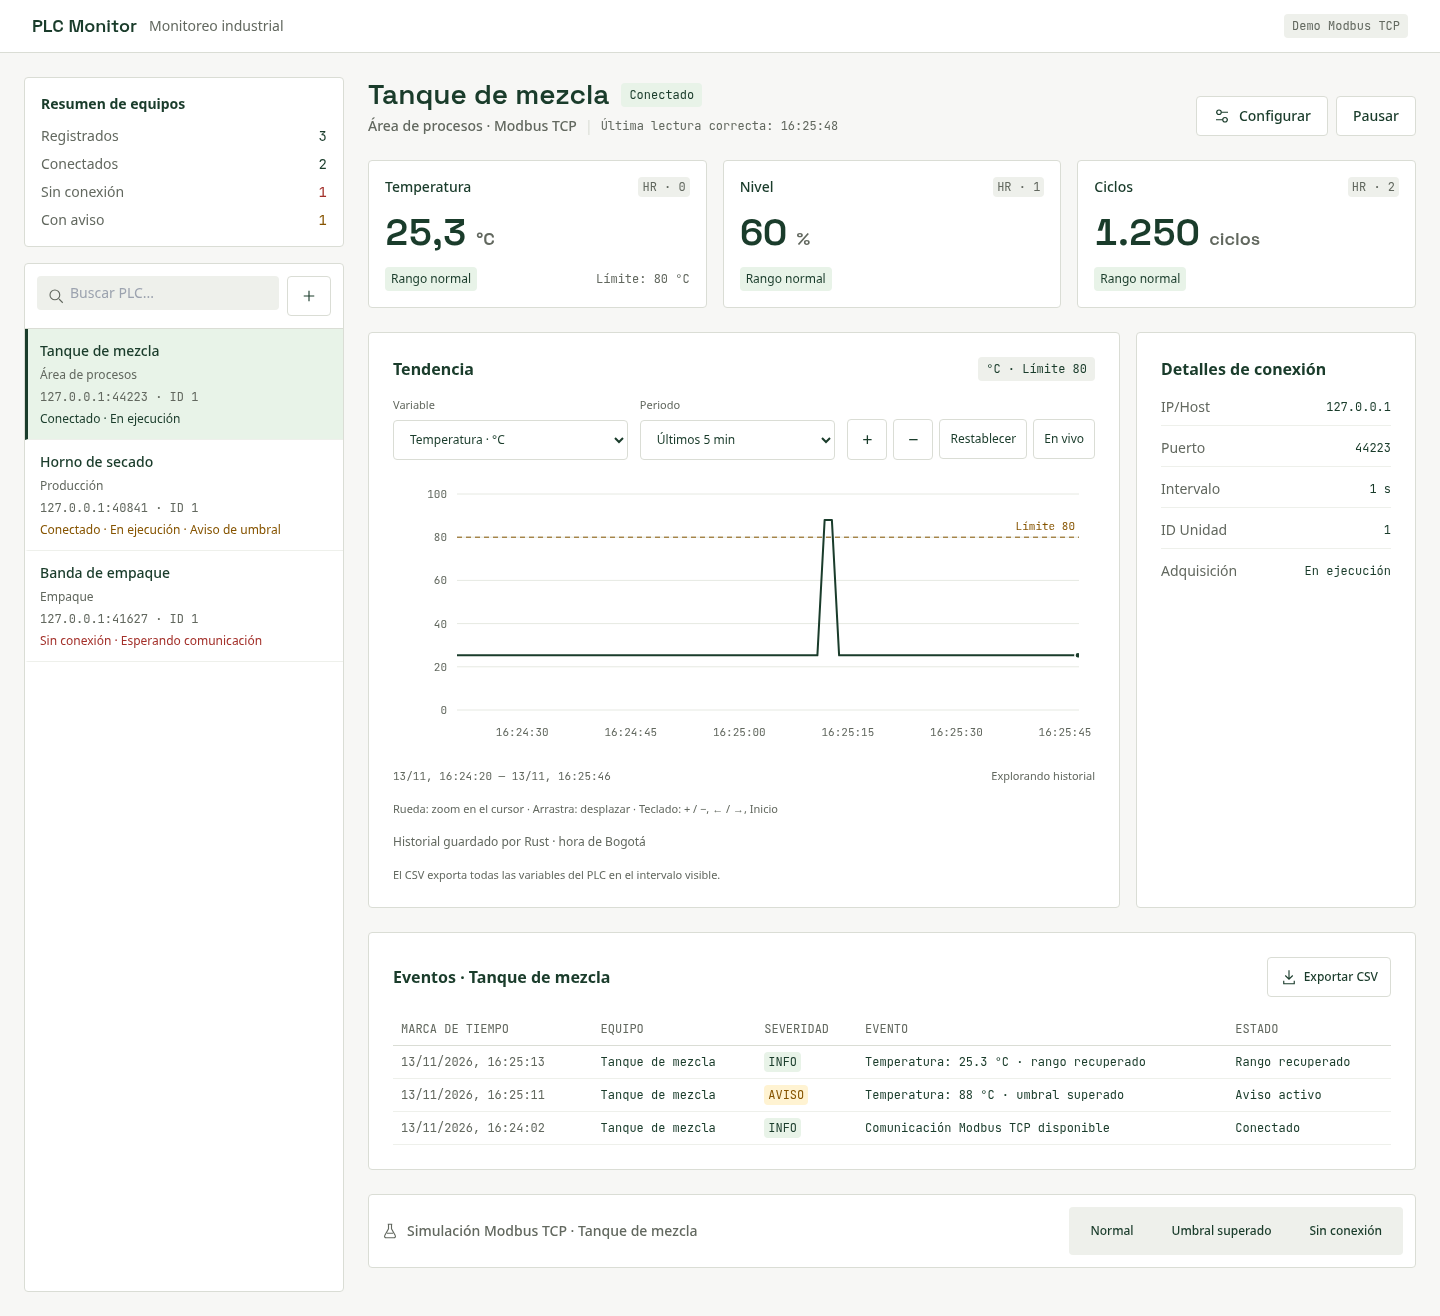 PLC Monitor Monitoreo industrial
Demo Modbus TCP
Resumen de equipos
Registrados 3
Conectados 2
Sin conexión 1
Con aviso 1
Buscar PLC...
+
Tanque de mezcla
Área de procesos
127.0.0.1:44223 · ID 1
Conectado · En ejecución
Horno de secado
Producción
127.0.0.1:40841 · ID 1
Conectado · En ejecución · Aviso de umbral
Banda de empaque
Empaque
127.0.0.1:41627 · ID 1
Sin conexión · Esperando comunicación
Tanque de mezcla Conectado
Área de procesos · Modbus TCP | Última lectura correcta: 16:25:48
Configurar Pausar
Temperatura HR · 0
25,3 °C
Rango normal Límite: 80 °C
Nivel HR · 1
60 %
Rango normal
Ciclos HR · 2
1.250 ciclos
Rango normal
Tendencia °C · Límite 80
Variable Periodo
Temperatura · °C Últimos 5 min + − Restablecer En vivo
100
Límite 80
80
60
40
20
0
16:24:30 16:24:45 16:25:00 16:25:15 16:25:30 16:25:45
13/11, 16:24:20 — 13/11, 16:25:46 Explorando historial
Rueda: zoom en el cursor · Arrastra: desplazar · Teclado: + / −, ← / →, Inicio
Historial guardado por Rust · hora de Bogotá
El CSV exporta todas las variables del PLC en el intervalo visible.
Detalles de conexión
IP/Host 127.0.0.1
Puerto 44223
Intervalo 1 s
ID Unidad 1
Adquisición En ejecución
Eventos · Tanque de mezcla Exportar CSV
MARCA DE TIEMPO EQUIPO SEVERIDAD EVENTO ESTADO
13/11/2026, 16:25:13 Tanque de mezcla INFO Temperatura: 25.3 °C · rango recuperado Rango recuperado
13/11/2026, 16:25:11 Tanque de mezcla AVISO Temperatura: 88 °C · umbral superado Aviso activo
13/11/2026, 16:24:02 Tanque de mezcla INFO Comunicación Modbus TCP disponible Conectado
Simulación Modbus TCP · Tanque de mezcla Normal Umbral superado Sin conexión